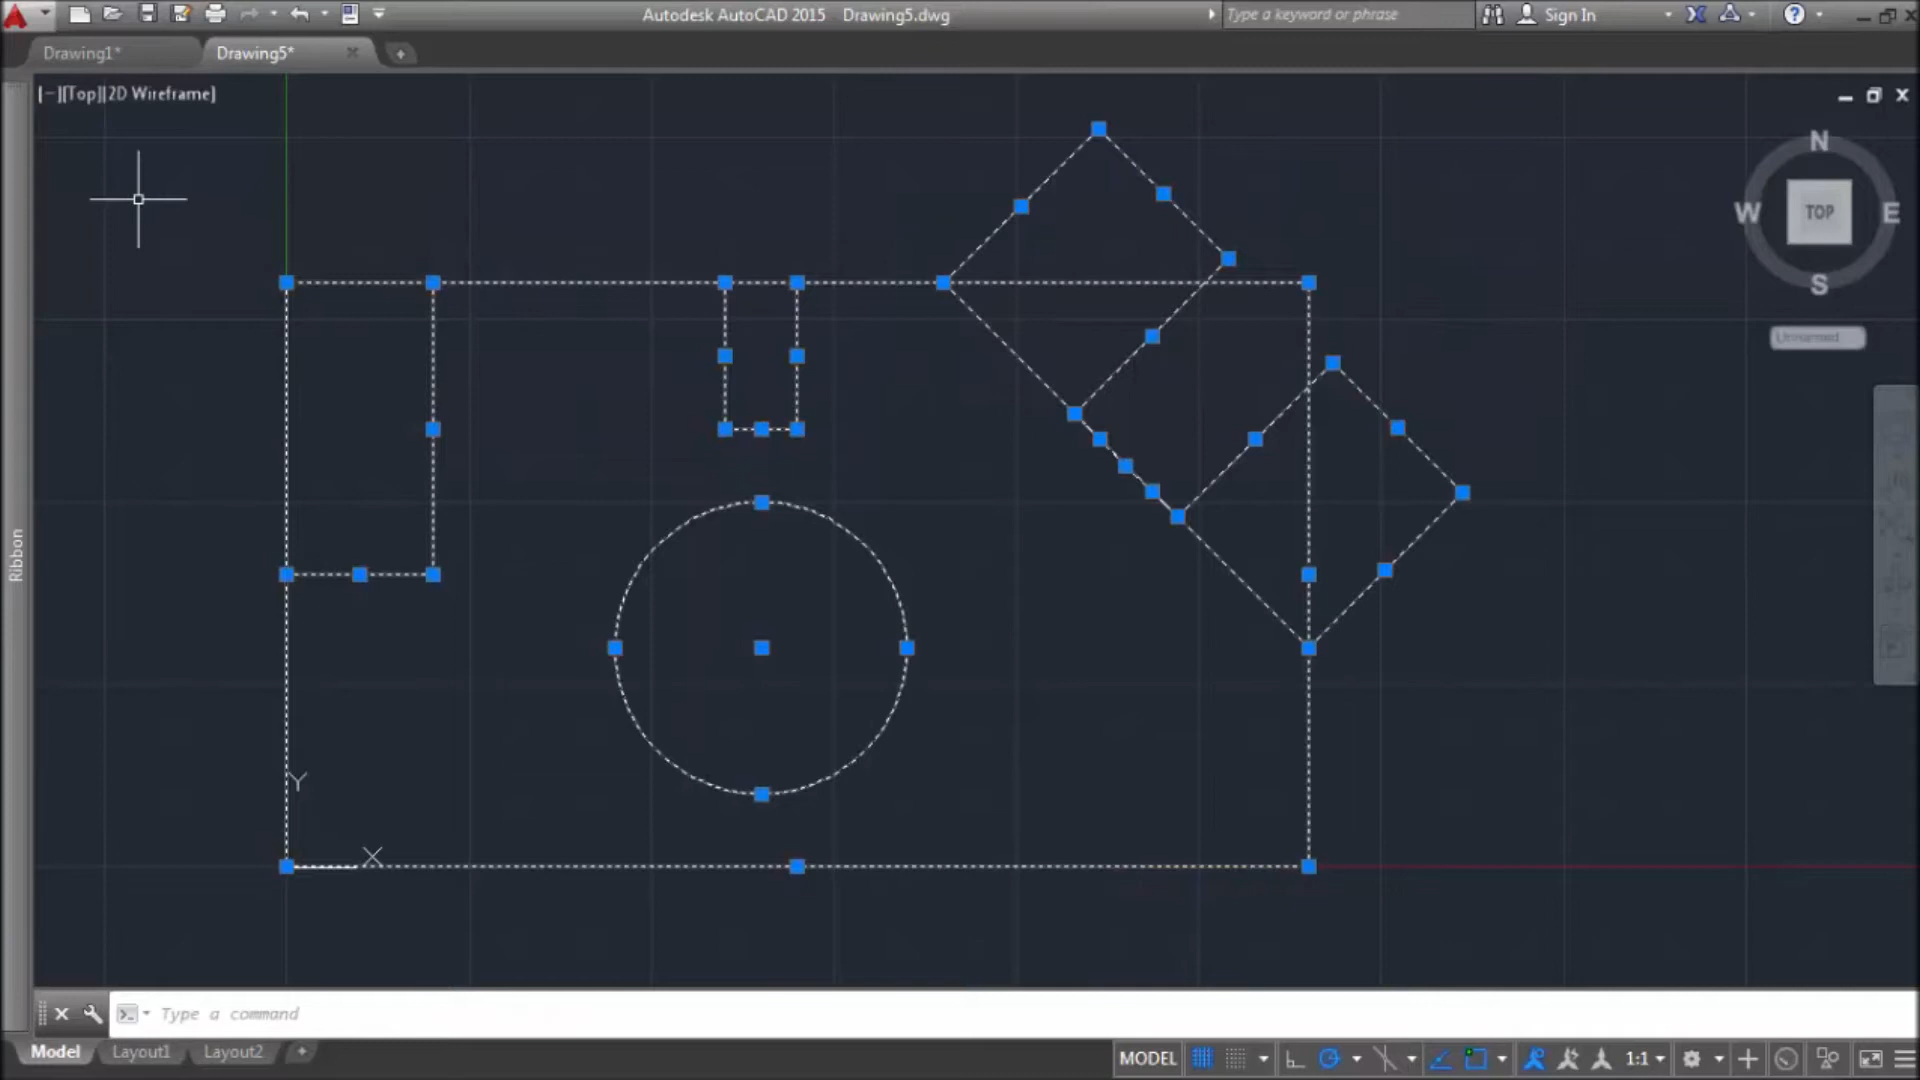 Autodesk AutoCAD 2015 Drawing5.dwg
Type a keyword or phrase
Sign In
Drawing1*
Drawing5*
[−][Top][2D Wireframe]
N
W
TOP
E
S
Unnamed
Ribbon
Y
X
Type a command
Model
Layout1
Layout2
MODEL
1:1